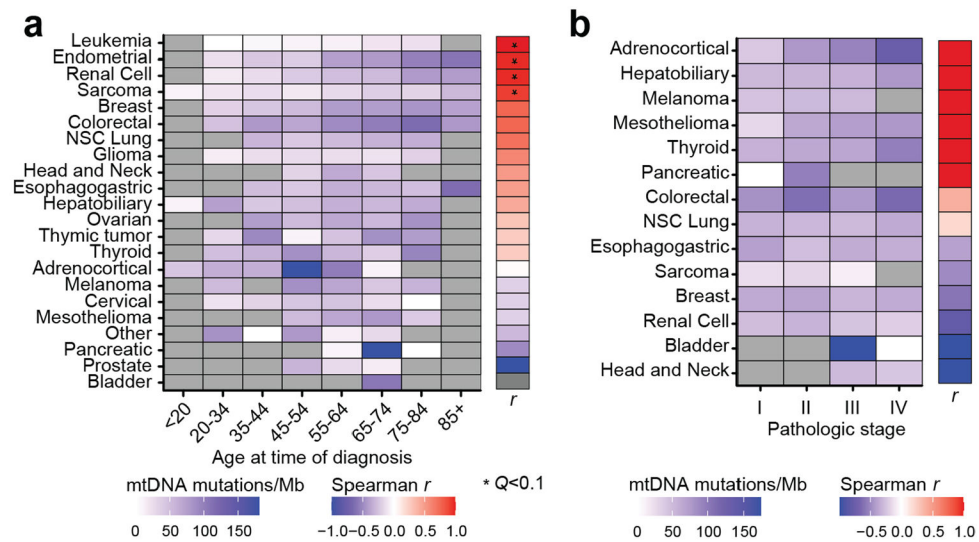 a
Leukemia
Endometrial
Renal Cell
Sarcoma
Breast
Colorectal
NSC Lung
Glioma
Head and Neck
Esophagogastric
Hepatobiliary
Ovarian
Thymic tumor
Thyroid
Adrenocortical
Melanoma
Cervical
Mesothelioma
Other
Pancreatic
Prostate
Bladder
*
*
*
*
r
<20
20-34
35-44
45-54
55-64
65-74
75-84
85+
Age at time of diagnosis
mtDNA mutations/Mb
0 50 100 150
Spearman r
−1.0−0.5 0.0 0.5 1.0
* Q<0.1
b
Adrenocortical
Hepatobiliary
Melanoma
Mesothelioma
Thyroid
Pancreatic
Colorectal
NSC Lung
Esophagogastric
Sarcoma
Breast
Renal Cell
Bladder
Head and Neck
r
I II III IV
Pathologic stage
mtDNA mutations/Mb
0 50 100 150
Spearman r
−0.5 0.0 0.5 1.0